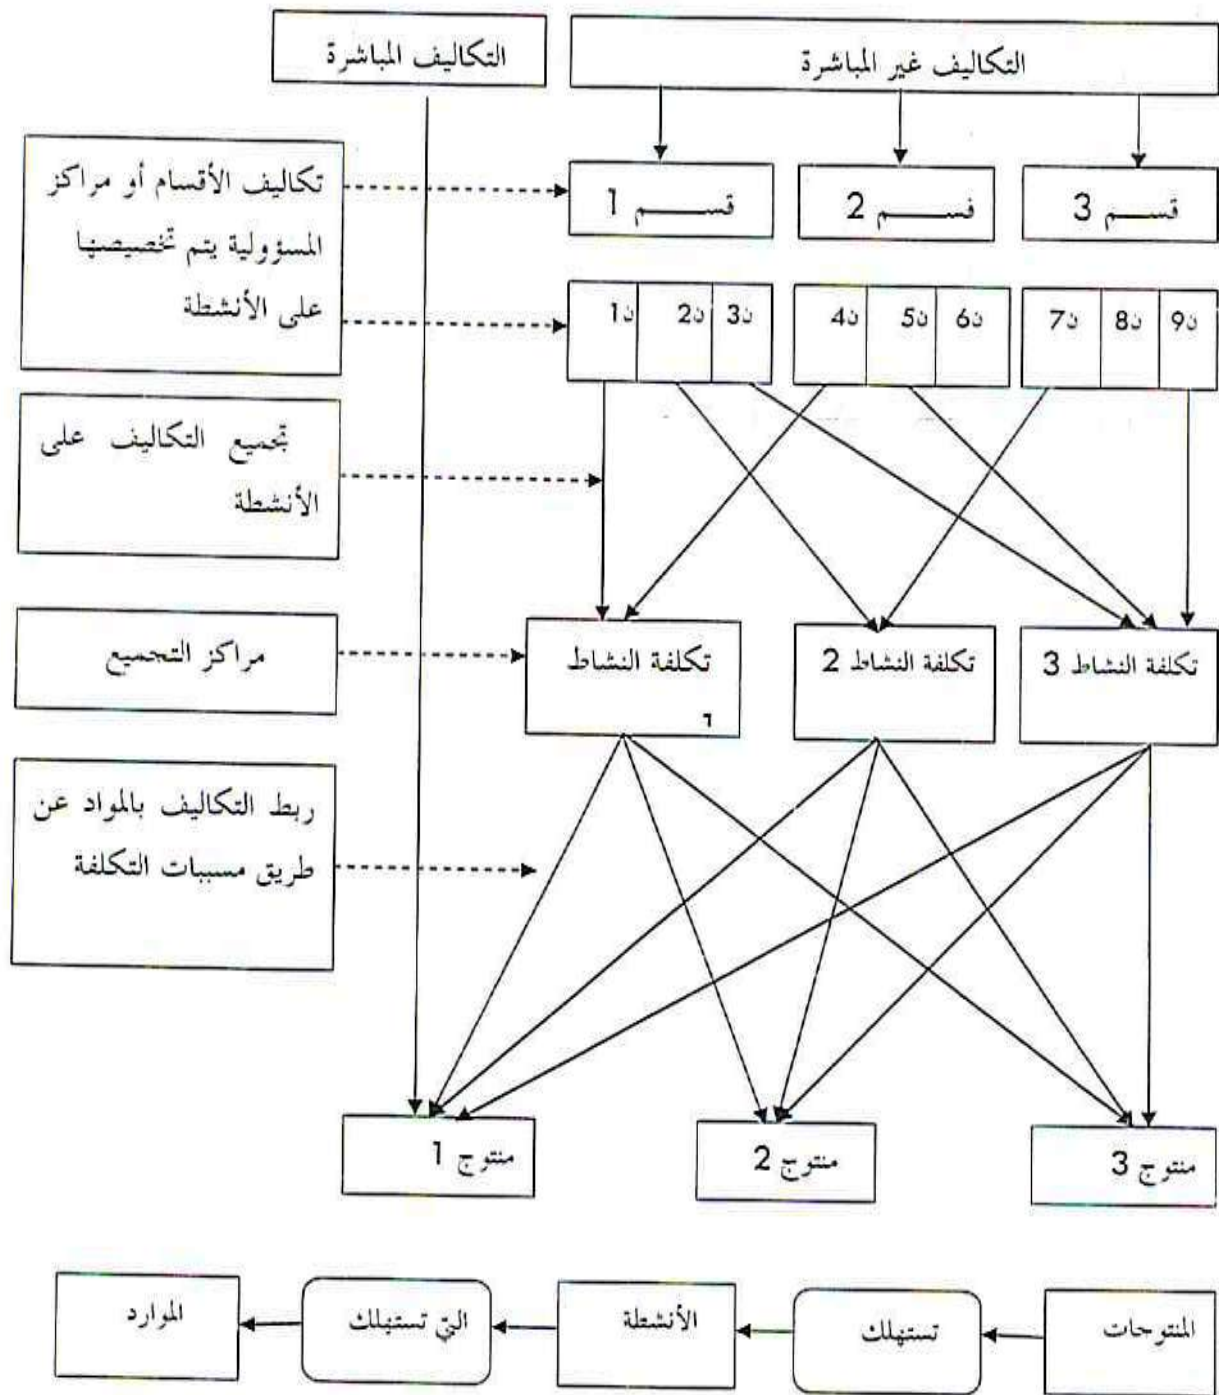 التكاليف غير المباشرة
التكاليف المباشرة
تكاليف الأقسام أو مراكز
المسؤولية يتم تخصيصها
على الأنشطة
قسم 3
فسم 2
قسم 1
ن1
ن2
ن3
ن4
ن5
ن6
ن7
ن8
ن9
تجميع التكاليف على
الأنشطة
مراكز التجميع
تكلفة النشاط
1
تكلفة النشاط 2
تكلفة النشاط 3
ربط التكاليف بالمواد عن
طريق مسببات التكلفة
منتوج 1
منتوج 2
منتوج 3
المنتوجات
تستهلك
الأنشطة
التي تستهلك
الموارد